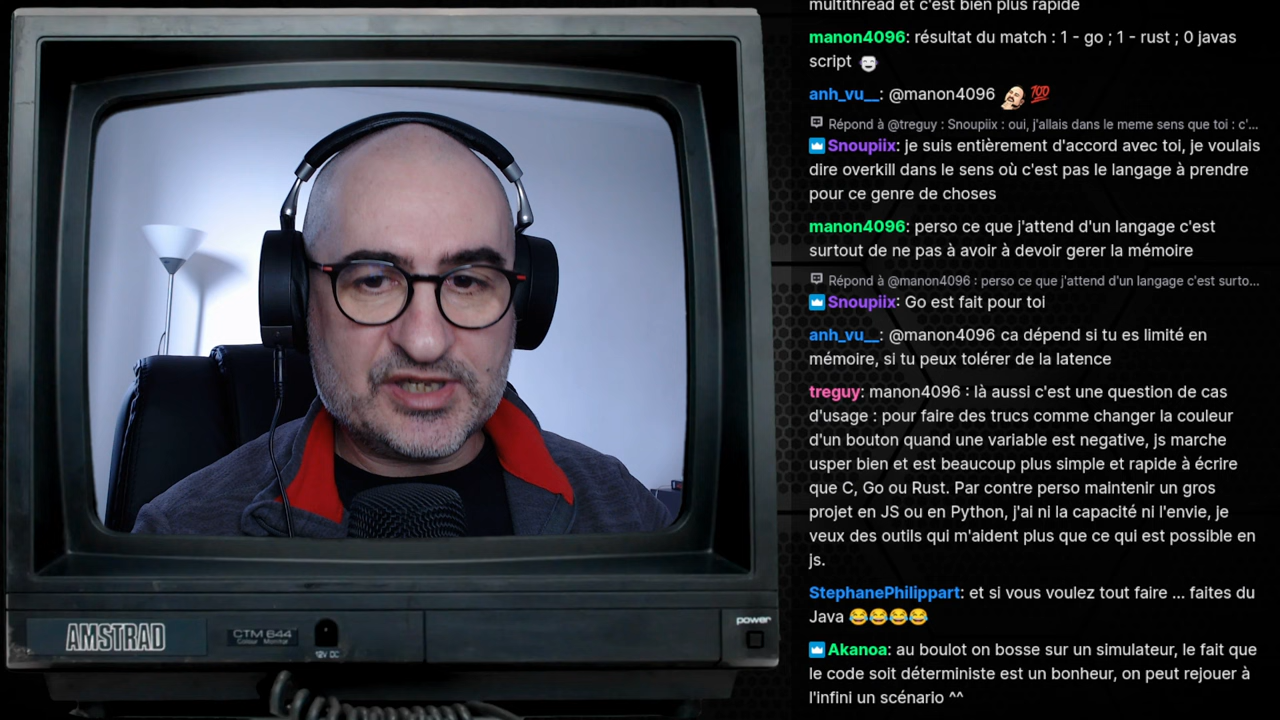 multithread et c'est bien plus rapide
manon4096: résultat du match : 1 - go ; 1 - rust ; 0 javas
script
anh_vu__: @manon4096 💯
Répond à @treguy : Snoupiix : oui, j'allais dans le meme sens que toi : c'...
Snoupiix: je suis entièrement d'accord avec toi, je voulais
dire overkill dans le sens où c'est pas le langage à prendre
pour ce genre de choses
manon4096: perso ce que j'attend d'un langage c'est
surtout de ne pas à avoir à devoir gerer la mémoire
Répond à @manon4096 : perso ce que j'attend d'un langage c'est surto...
Snoupiix: Go est fait pour toi
anh_vu__: @manon4096 ca dépend si tu es limité en
mémoire, si tu peux tolérer de la latence
treguy: manon4096 : là aussi c'est une question de cas
d'usage : pour faire des trucs comme changer la couleur
d'un bouton quand une variable est negative, js marche
usper bien et est beaucoup plus simple et rapide à écrire
que C, Go ou Rust. Par contre perso maintenir un gros
projet en JS ou en Python, j'ai ni la capacité ni l'envie, je
veux des outils qui m'aident plus que ce qui est possible en
js.
StephanePhilippart: et si vous voulez tout faire ... faites du
Java 😂😂😂😂
Akanoa: au boulot on bosse sur un simulateur, le fait que
le code soit déterministe est un bonheur, on peut rejouer à
l'infini un scénario ^^
AMSTRAD
CTM 644
Colour Monitor
12V DC
power